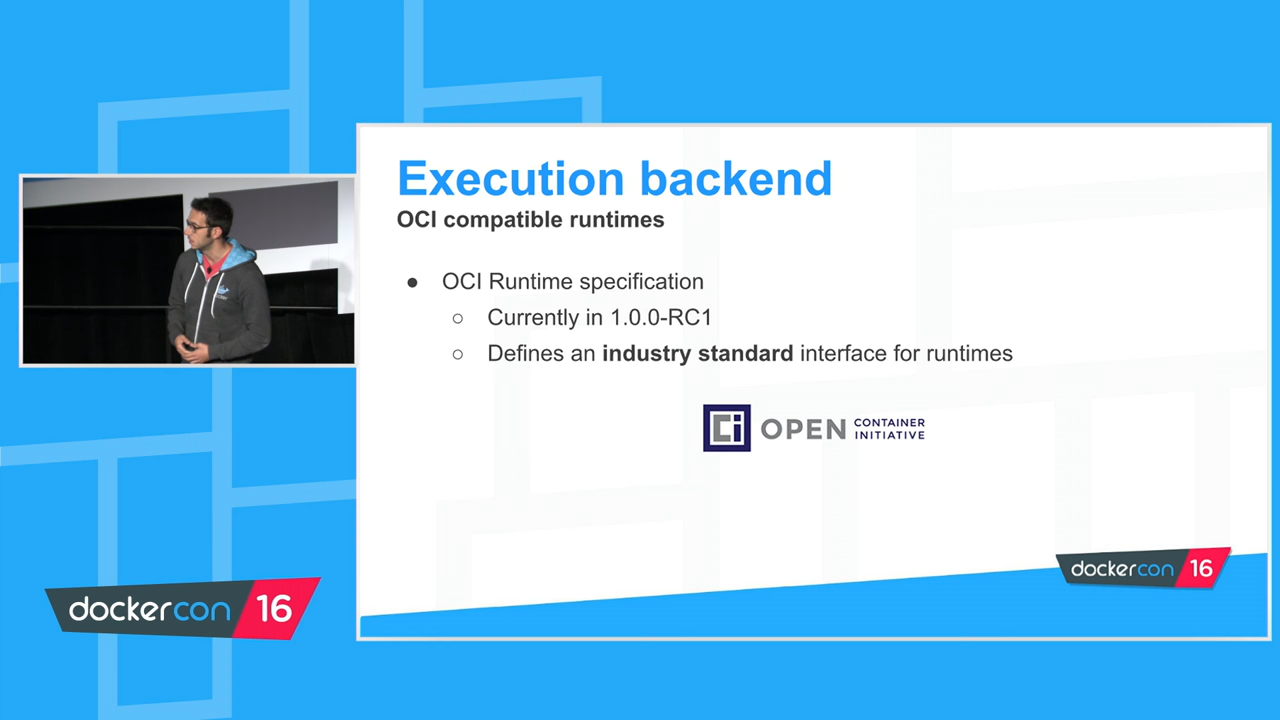 Execution backend
OCI compatible runtimes
● OCI Runtime specification
○ Currently in 1.0.0-RC1
○ Defines an industry standard interface for runtimes
Ci OPEN CONTAINER
INITIATIVE
dockercon 16
dockercon 16